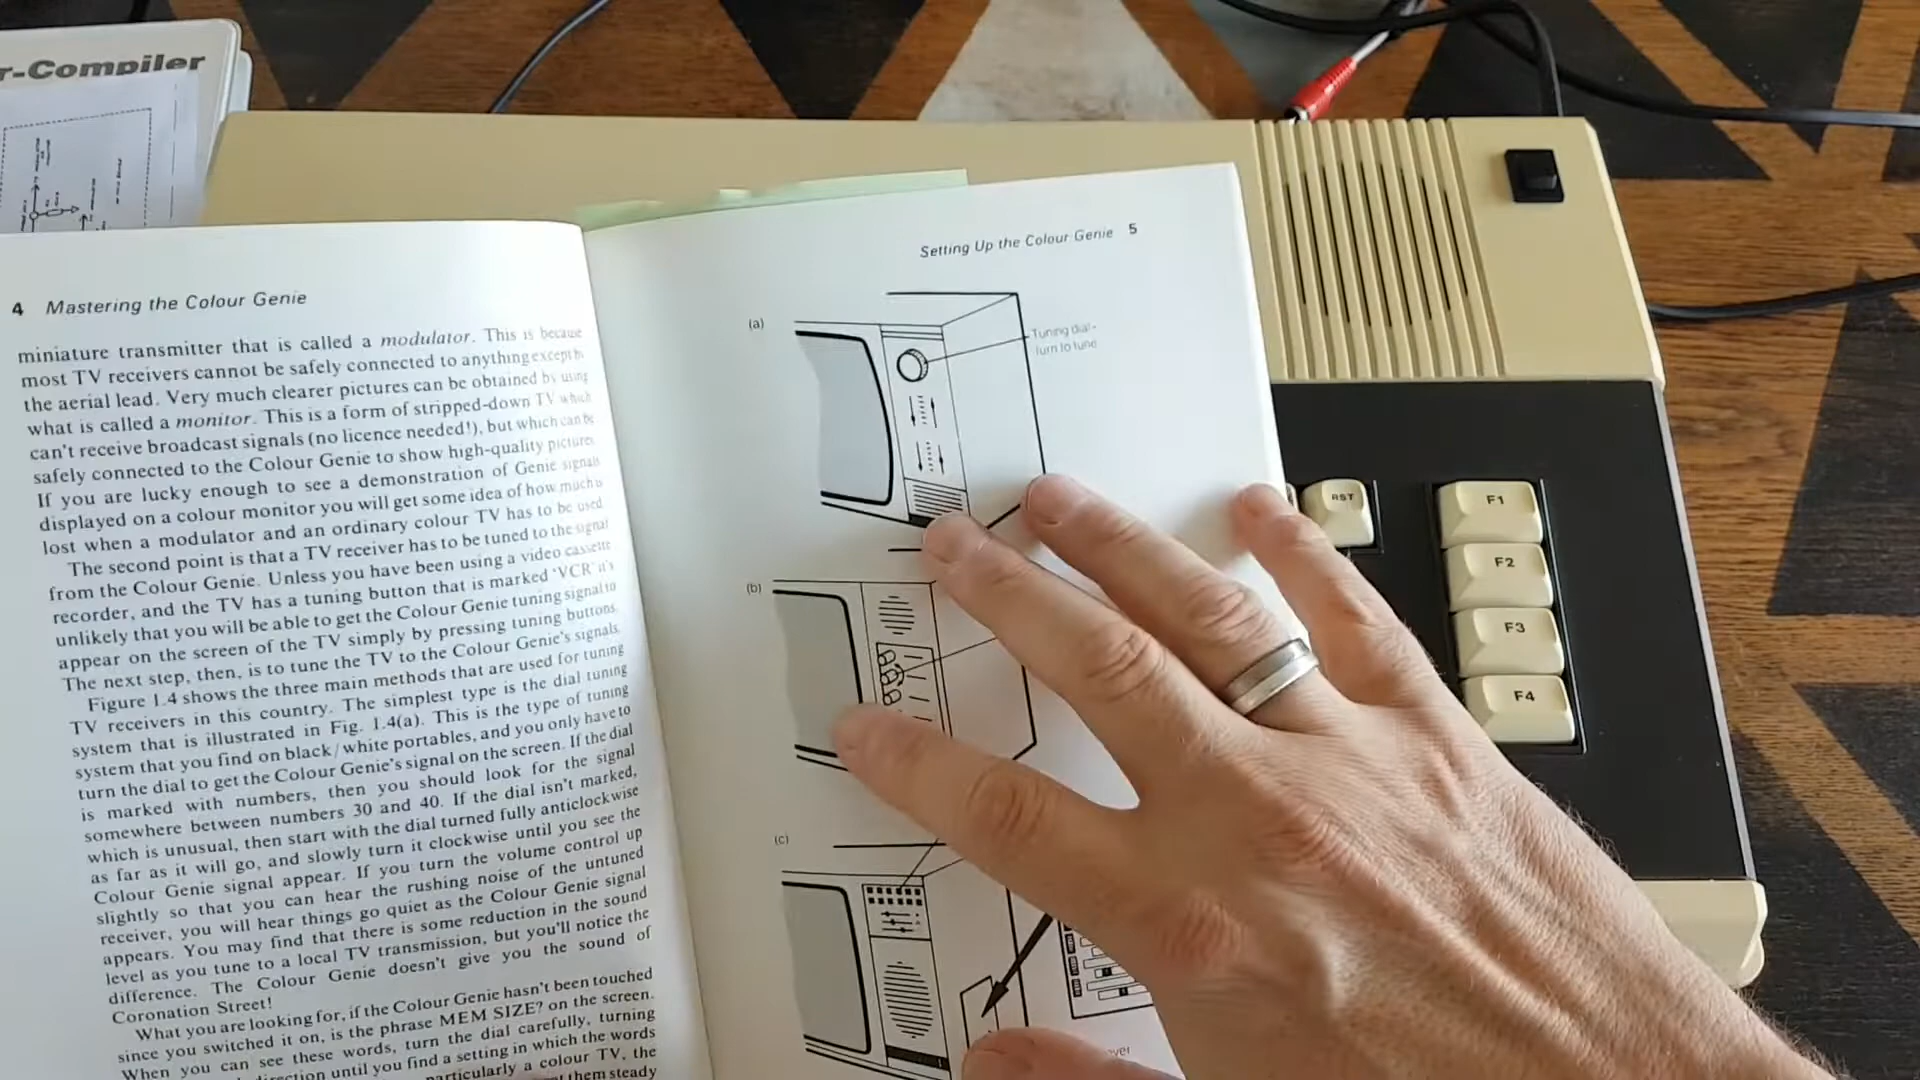 r-Compiler
4 Mastering the Colour Genie
miniature transmitter that is called a modulator. This is because
most TV receivers cannot be safely connected to anything except by
the aerial lead. Very much clearer pictures can be obtained by using
what is called a monitor. This is a form of stripped-down TV which
can't receive broadcast signals (no licence needed!), but which can be
safely connected to the Colour Genie to show high-quality pictures.
If you are lucky enough to see a demonstration of Genie signals
displayed on a colour monitor you will get some idea of how much is
lost when a modulator and an ordinary colour TV has to be used.
The second point is that a TV receiver has to be tuned to the signal
from the Colour Genie. Unless you have been using a video cassette
recorder, and the TV has a tuning button that is marked 'VCR' it's
unlikely that you will be able to get the Colour Genie tuning signal to
appear on the screen of the TV simply by pressing tuning buttons.
The next step, then, is to tune the TV to the Colour Genie's signals.
Figure 1.4 shows the three main methods that are used for tuning
TV receivers in this country. The simplest type is the dial tuning
system that is illustrated in Fig. 1.4(a). This is the type of tuning
system that you find on black/white portables, and you only have to
turn the dial to get the Colour Genie's signal on the screen. If the dial
is marked with numbers, then you should look for the signal
somewhere between numbers 30 and 40. If the dial isn't marked,
which is unusual, then start with the dial turned fully anticlockwise
as far as it will go, and slowly turn it clockwise until you see the
Colour Genie signal appear. If you turn the volume control up
slightly so that you can hear the rushing noise of the untuned
receiver, you will hear things go quiet as the Colour Genie signal
appears. You may find that there is some reduction in the sound
level as you tune to a local TV transmission, but you'll notice the
difference. The Colour Genie doesn't give you the sound of
Coronation Street!
What you are looking for, if the Colour Genie hasn't been touched
since you switched it on, is the phrase MEM SIZE? on the screen.
When you can see these words, turn the dial carefully, turning
direction until you find a setting in which the words
particularly a colour TV, the
them steady
Setting Up the Colour Genie 5
(a)
Tuning dial -
turn to tune
(b)
(c)
RST
F1
F2
F3
F4